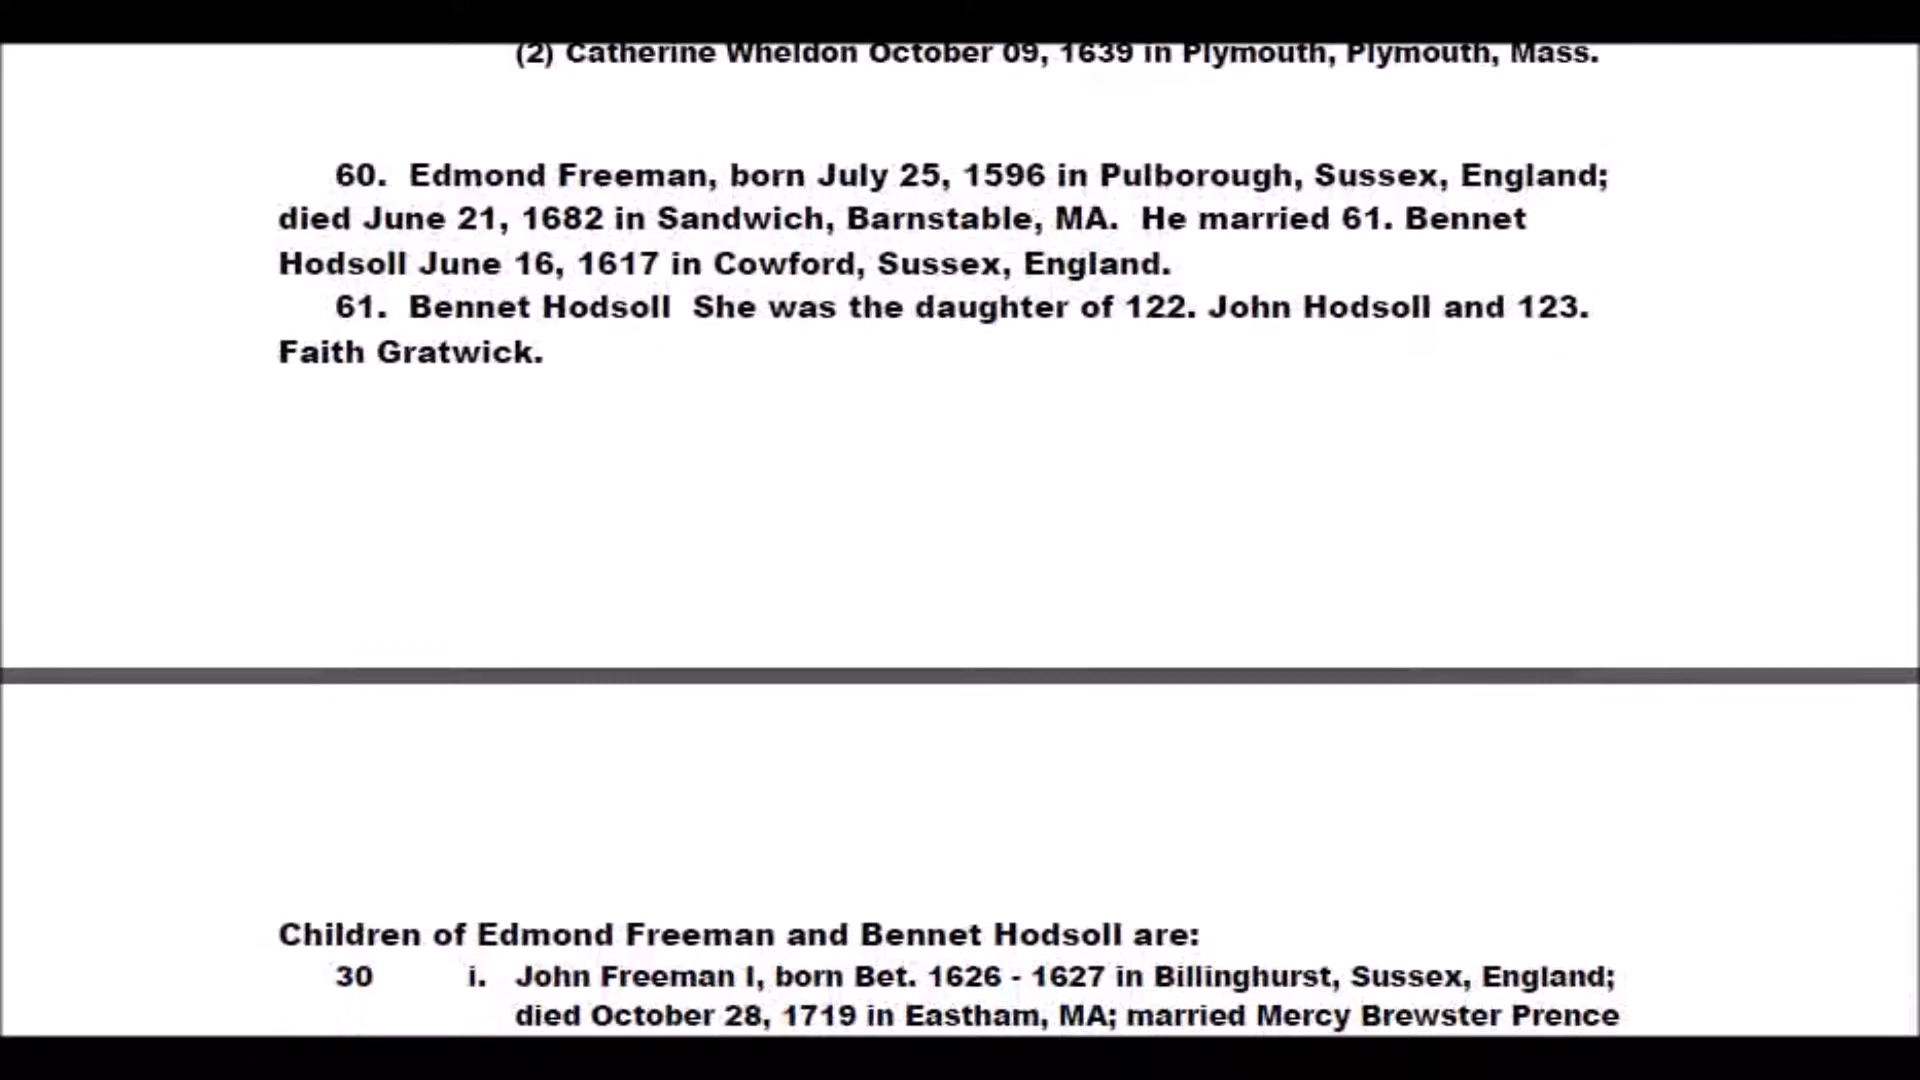 (2) Catherine Wheldon October 09, 1639 in Plymouth, Plymouth, Mass.
60. Edmond Freeman, born July 25, 1596 in Pulborough, Sussex, England;
died June 21, 1682 in Sandwich, Barnstable, MA. He married 61. Bennet
Hodsoll June 16, 1617 in Cowford, Sussex, England.
61. Bennet Hodsoll She was the daughter of 122. John Hodsoll and 123.
Faith Gratwick.
Children of Edmond Freeman and Bennet Hodsoll are:
30 i. John Freeman I, born Bet. 1626 - 1627 in Billinghurst, Sussex, England;
died October 28, 1719 in Eastham, MA; married Mercy Brewster Prence